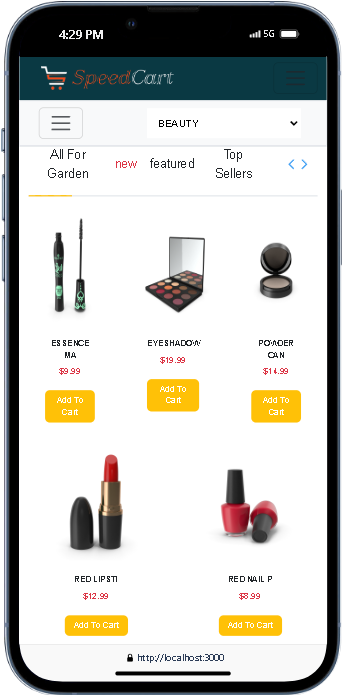 4:29 PM 5G
SpeedCart
BEAUTY
All For
Garden
new
featured
Top
Sellers
ESSENCE
MA
$9.99
Add To
Cart
EYESHADOW
$19.99
Add To
Cart
POWDER
CAN
$14.99
Add To
Cart
RED LIPSTI
$12.99
Add To Cart
RED NAIL P
$8.99
Add To Cart
http://localhost:3000